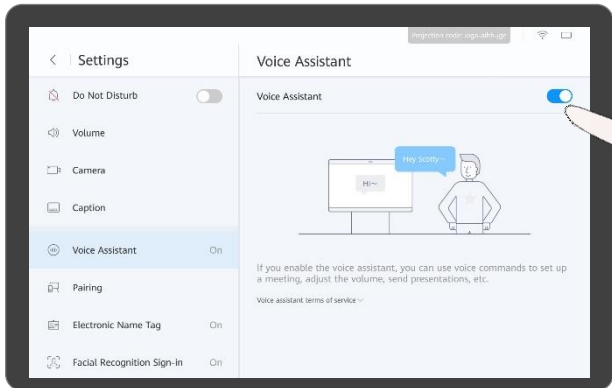 Settings
Voice Assistant
Do Not Disturb
Voice Assistant
Volume
Camera
Hey Scotty~
Hi~
Caption
Voice Assistant On
If you enable the voice assistant, you can use voice commands to set up
a meeting, adjust the volume, send presentations, etc.
Pairing
Voice assistant terms of service
Electronic Name Tag On
Facial Recognition Sign-in On